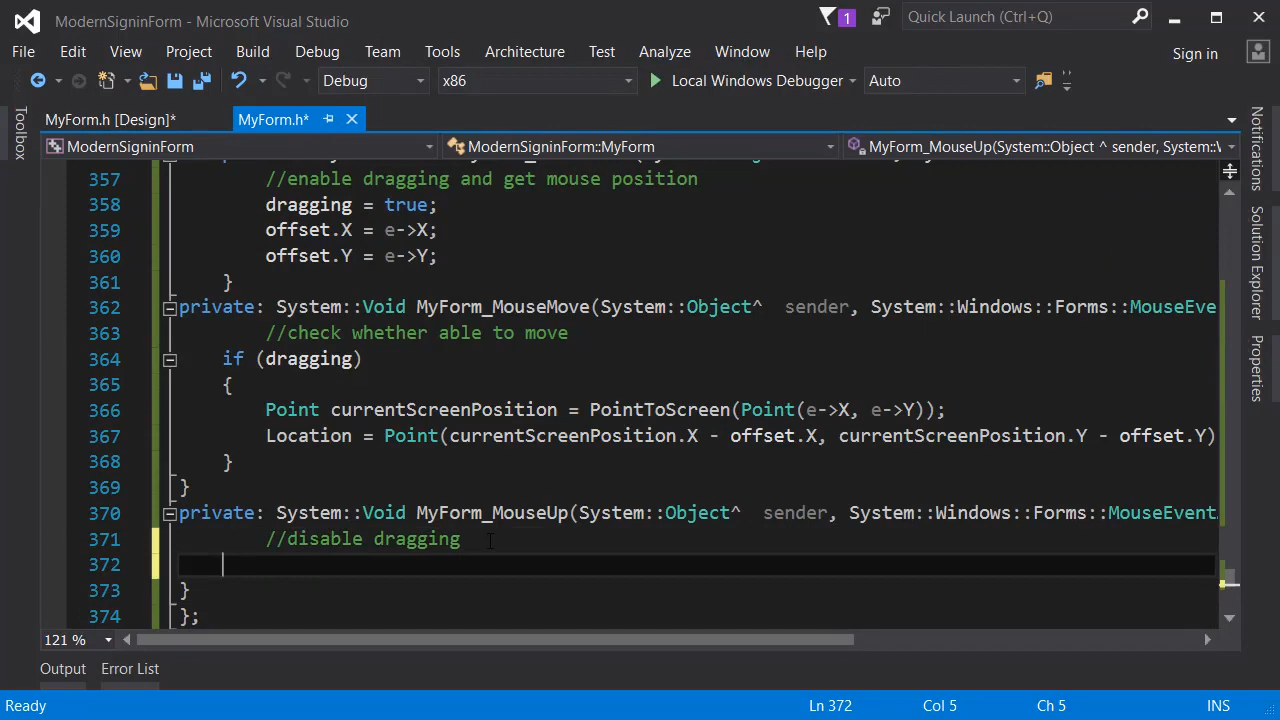 ModernSigninForm - Microsoft Visual Studio
1
Quick Launch (Ctrl+Q)
File Edit View Project Build Debug Team Tools Architecture Test Analyze Window Help
Sign in
Debug x86 Local Windows Debugger Auto
Toolbox
MyForm.h [Design]* MyForm.h*
ModernSigninForm ModernSigninForm::MyForm MyForm_MouseUp(System::Object ^ sender, System::V
357 //enable dragging and get mouse position
358 dragging = true;
359 offset.X = e->X;
360 offset.Y = e->Y;
361 }
362 private: System::Void MyForm_MouseMove(System::Object^  sender, System::Windows::Forms::MouseEve
363 //check whether able to move
364 if (dragging)
365 {
366 Point currentScreenPosition = PointToScreen(Point(e->X, e->Y));
367 Location = Point(currentScreenPosition.X - offset.X, currentScreenPosition.Y - offset.Y)
368 }
369 }
370 private: System::Void MyForm_MouseUp(System::Object^  sender, System::Windows::Forms::MouseEvent
371 //disable dragging
372
373 }
374 };
121 %
Notifications
Solution Explorer
Properties
Output Error List
Ready Ln 372 Col 5 Ch 5 INS